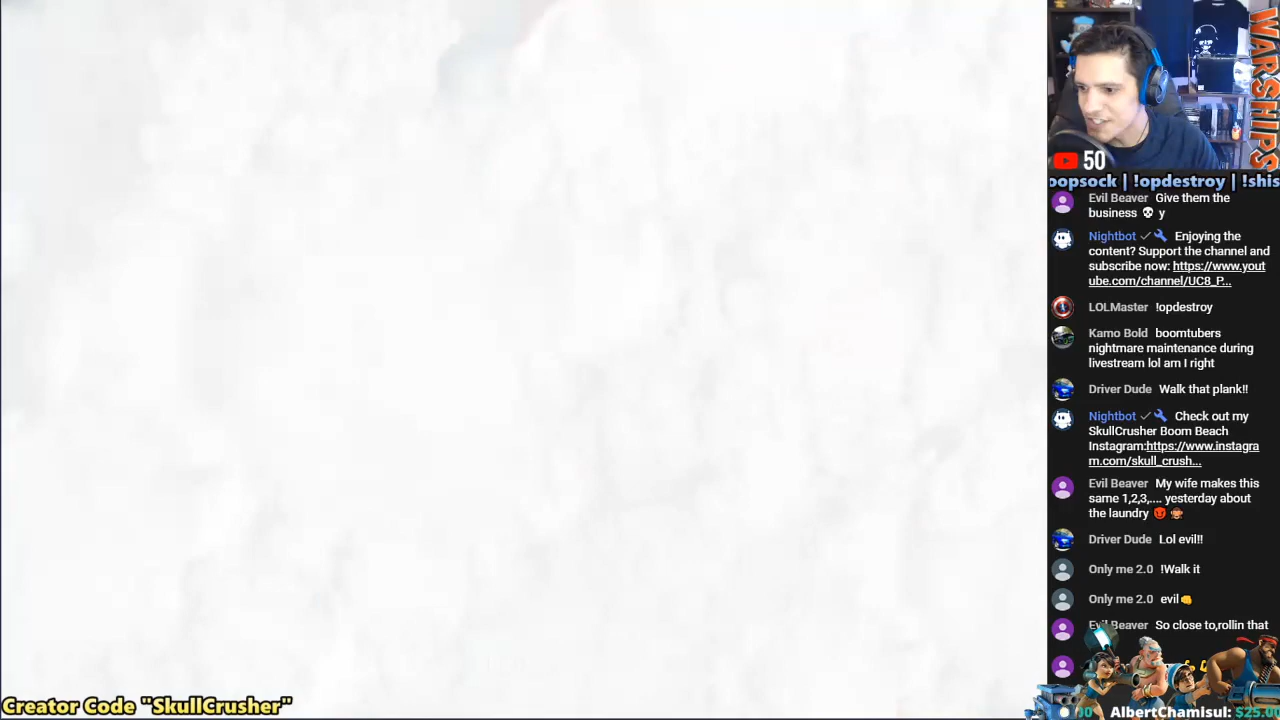 WARSHIPS
50
oopsock | !opdestroy | !shis
Evil Beaver Give them the
business 💀 y
Nightbot Enjoying the
content? Support the channel and
subscribe now: https://www.yout
ube.com/channel/UC8_P...
LOLMaster !opdestroy
Kamo Bold boomtubers
nightmare maintenance during
livestream lol am I right
Driver Dude Walk that plank!!
Nightbot Check out my
SkullCrusher Boom Beach
Instagram:https://www.instagra
m.com/skull_crush...
Evil Beaver My wife makes this
same 1,2,3,.... yesterday about
the laundry 😈 🙊
Driver Dude Lol evil!!
Only me 2.0 !Walk it
Only me 2.0 evil👊
Evil Beaver So close to,rollin that
Creator Code "SkullCrusher"
AlbertChamisul: $25.00